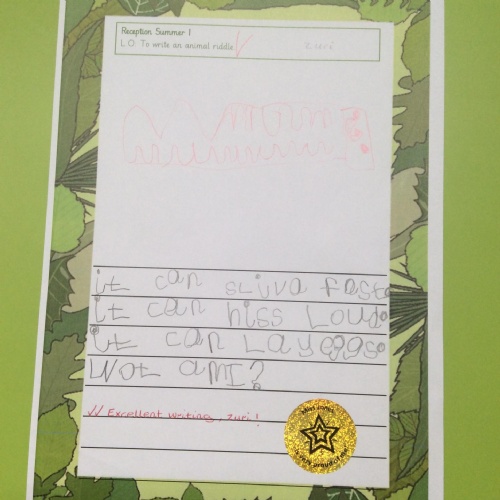 Reception Summer 1
L.O. To write an animal riddle
zuri
it can sliva fast
it can hiss Loud
it can Lay eggs
Wot amI?
Excellent writing, Zuri!